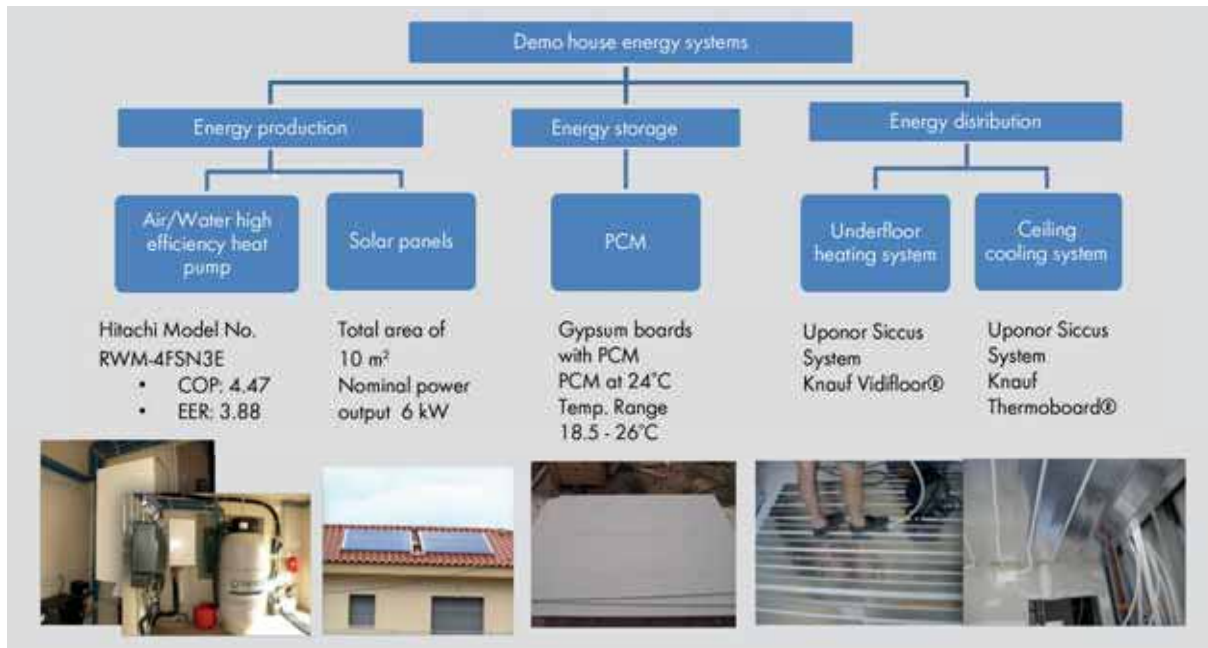 Demo house energy systems
Energy production
Energy storage
Energy distribution
Air/Water high
efficiency heat
pump
Solar panels
PCM
Underfloor
heating system
Ceiling
cooling system
Hitachi Model No.
RWM-4FSN3E
• COP: 4.47
• EER: 3.88
Total area of
10 m²
Nominal power
output 6 kW
Gypsum boards
with PCM
PCM at 24°C
Temp. Range
18.5 - 26°C
Uponor Siccus
System
Knauf Vidifloor®
Uponor Siccus
System
Knauf
Thermoboard®